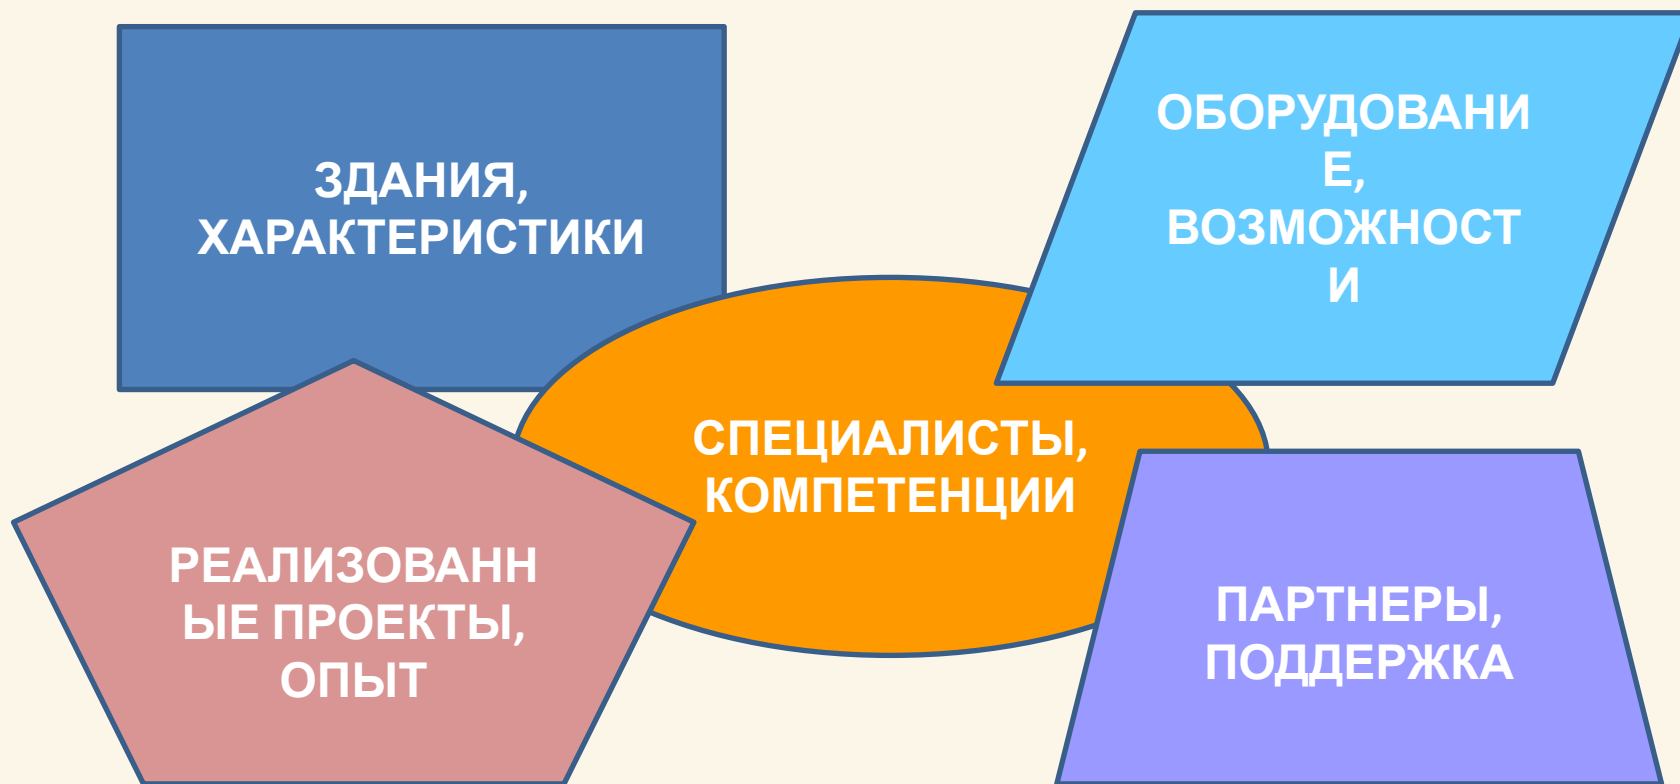 ЗДАНИЯ,
ХАРАКТЕРИСТИКИ
ОБОРУДОВАНИ
Е,
ВОЗМОЖНОСТ
И
СПЕЦИАЛИСТЫ,
КОМПЕТЕНЦИИ
РЕАЛИЗОВАНН
ЫЕ ПРОЕКТЫ,
ОПЫТ
ПАРТНЕРЫ,
ПОДДЕРЖКА